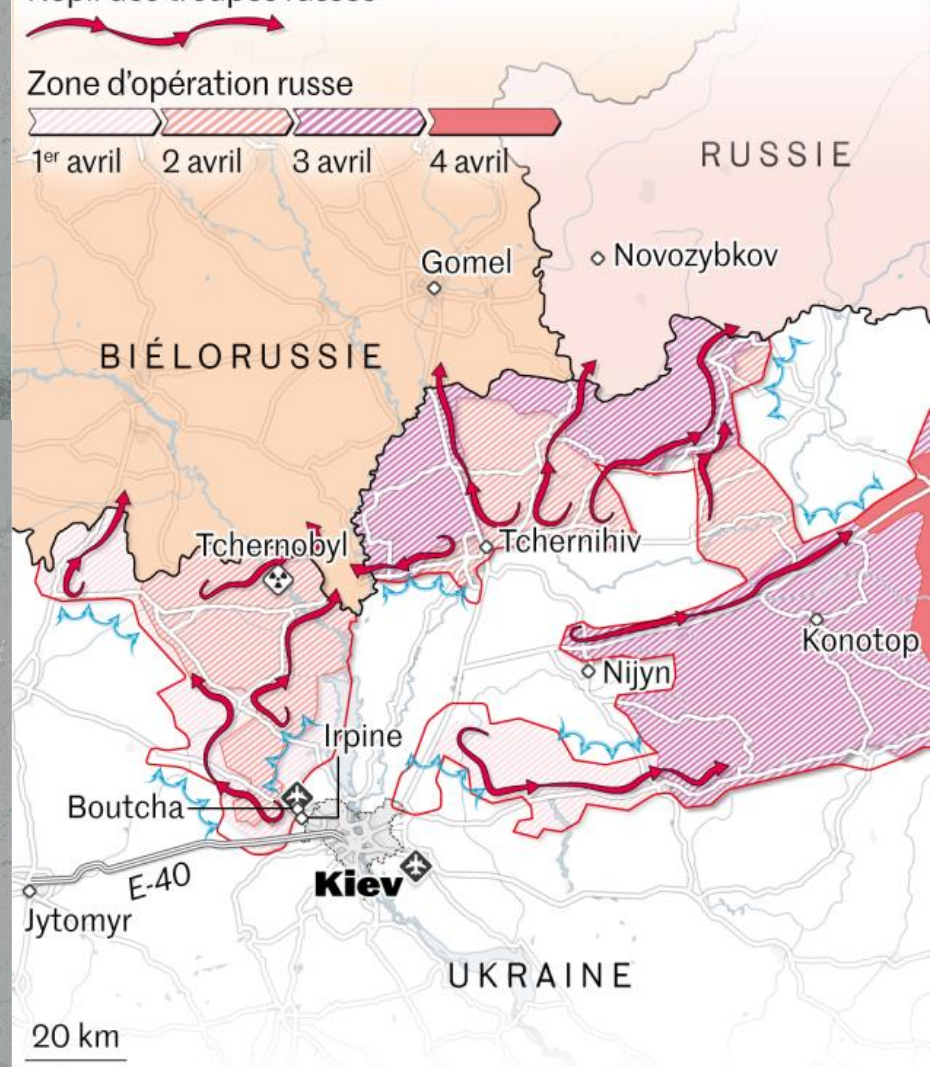 Zone d'opération russe
1er avril
2 avril
3 avril
4 avril
RUSSIE
Gomel
Novozybkov
BIÉLORUSSIE
Tchernobyl
Tchernihiv
Konotop
Nijyn
Irpine
Boutcha
E-40
Kiev
Jytomyr
UKRAINE
20 km